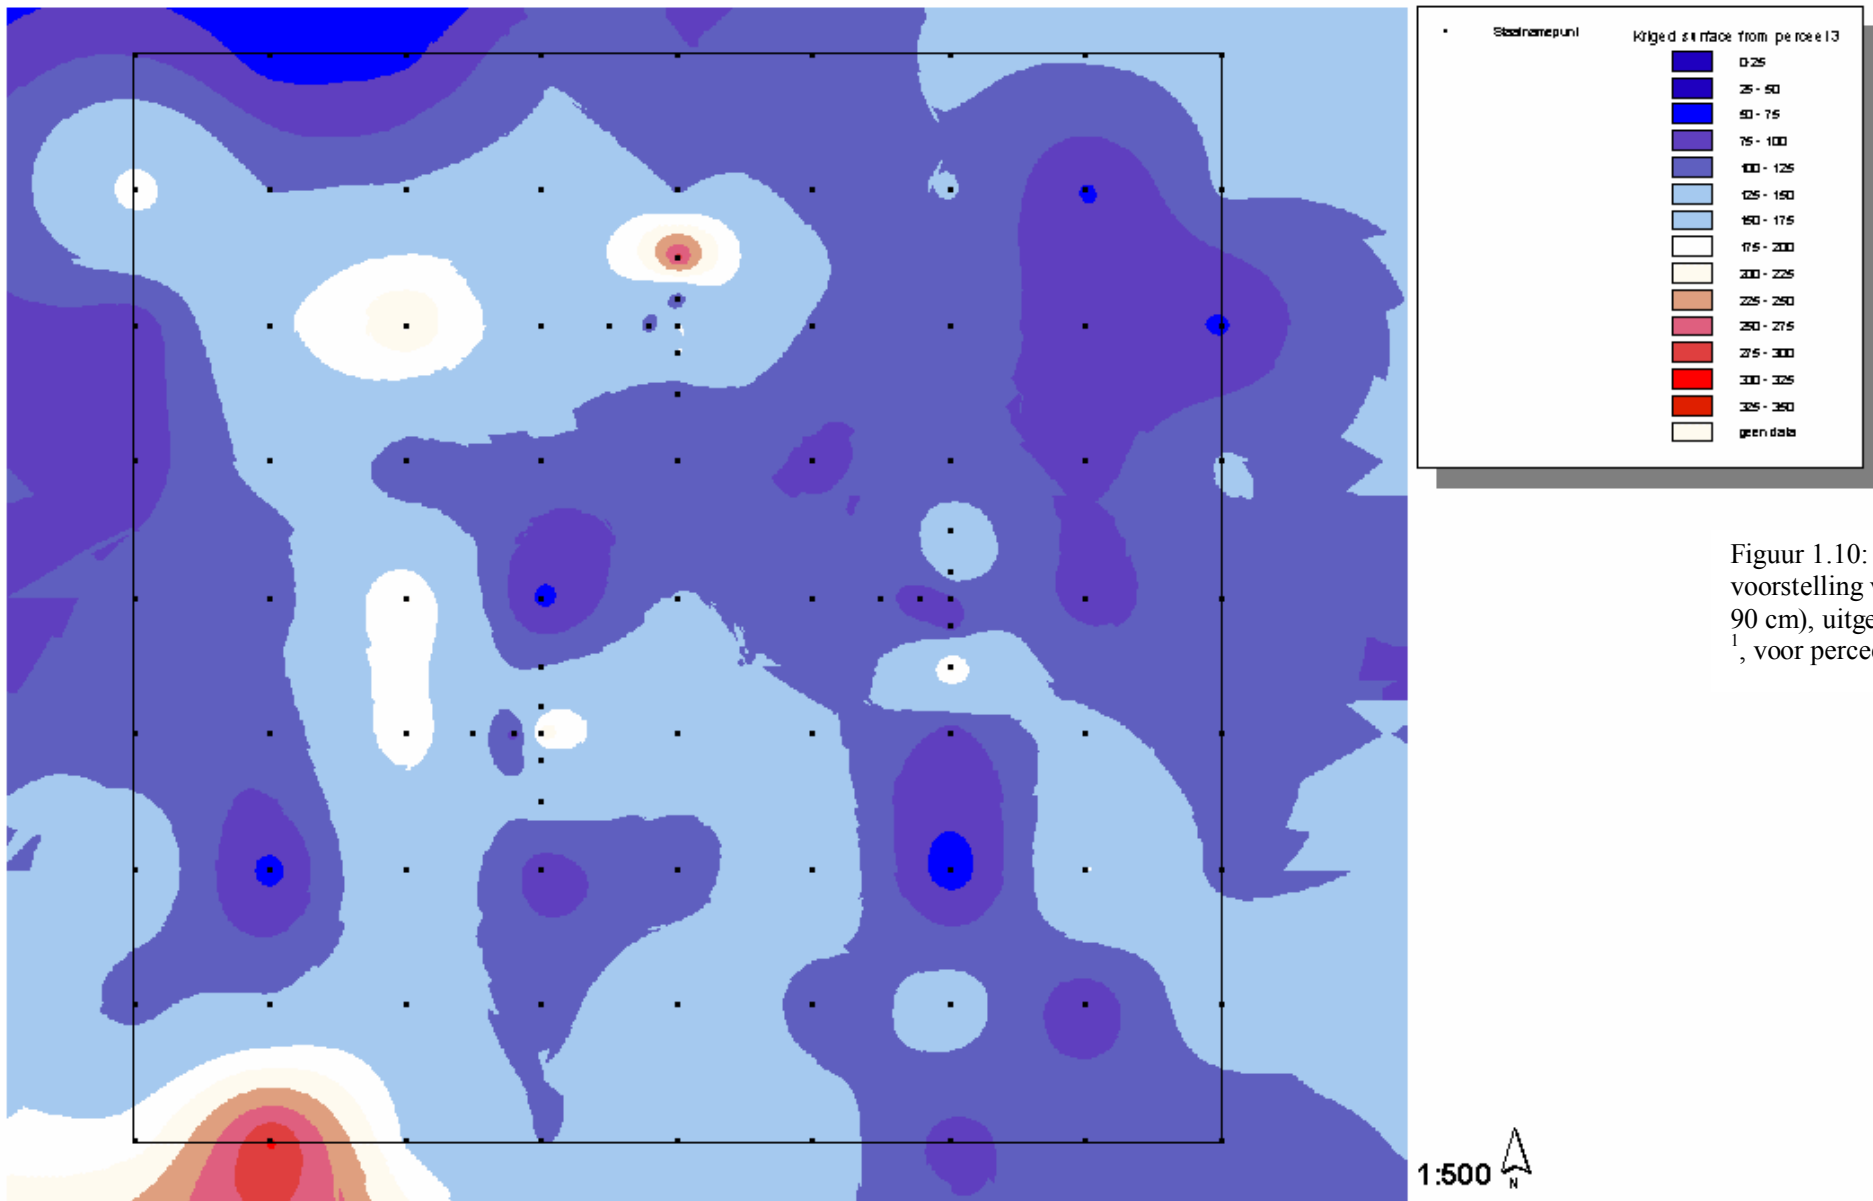 Staalnamepunt
Kriged surface from perceel3
0-25
25 - 50
50 - 75
75 - 100
100 - 125
125 - 150
150 - 175
175 - 200
200 - 225
225 - 250
250 - 275
275 - 300
300 - 325
325 - 350
geen data
Figuur 1.10:
voorstelling v
90 cm), uitge
1, voor percee
1:500
N